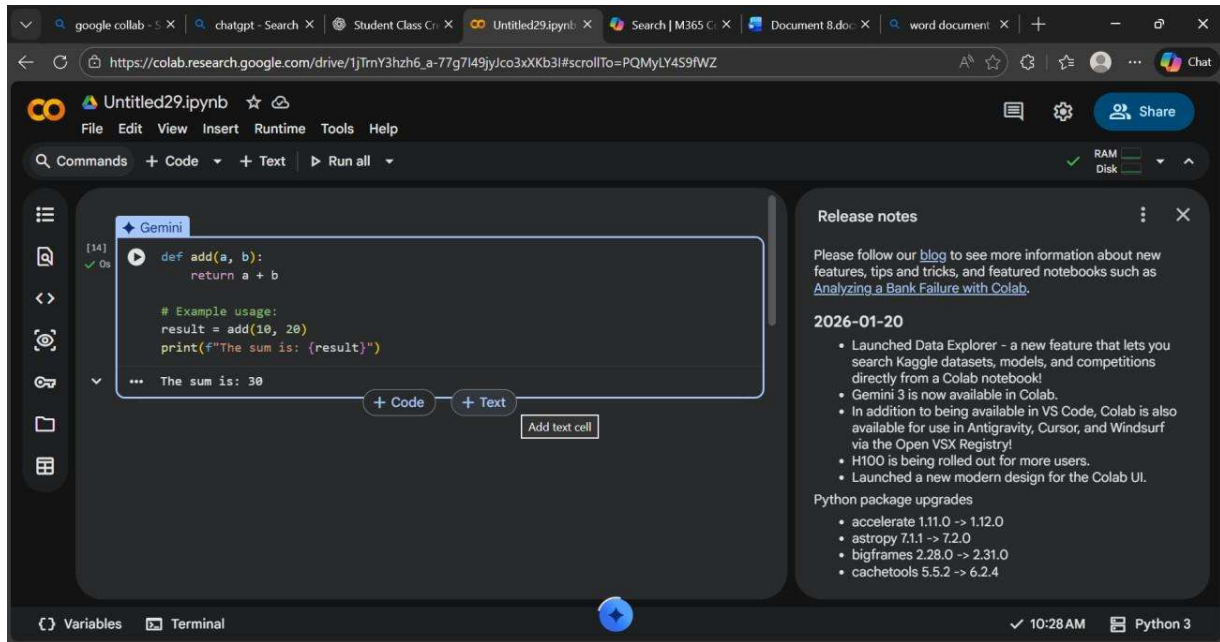 google collab - S
chatgpt - Search
Student Class Cre
Untitled29.ipynb
Search | M365 Co
Document 8.doc
word document
https://colab.research.google.com/drive/1jTrnY3hzh6_a-77g7I49jyJco3xXKb3I#scrollTo=PQMyLY4S9fWZ
Chat
CO
Untitled29.ipynb
Share
File Edit View Insert Runtime Tools Help
Commands + Code + Text Run all
RAM
Disk
Gemini
[14]
0s
def add(a, b):
return a + b
# Example usage:
result = add(10, 20)
print(f"The sum is: {result}")
The sum is: 30
+ Code + Text
Add text cell
Release notes
Please follow our blog to see more information about new
features, tips and tricks, and featured notebooks such as
Analyzing a Bank Failure with Colab.
2026-01-20
• Launched Data Explorer - a new feature that lets you
search Kaggle datasets, models, and competitions
directly from a Colab notebook!
• Gemini 3 is now available in Colab.
• In addition to being available in VS Code, Colab is also
available for use in Antigravity, Cursor, and Windsurf
via the Open VSX Registry!
• H100 is being rolled out for more users.
• Launched a new modern design for the Colab UI.
Python package upgrades
• accelerate 1.11.0 -> 1.12.0
• astropy 7.1.1 -> 7.2.0
• bigframes 2.28.0 -> 2.31.0
• cachetools 5.5.2 -> 6.2.4
{} Variables Terminal
10:28 AM Python 3